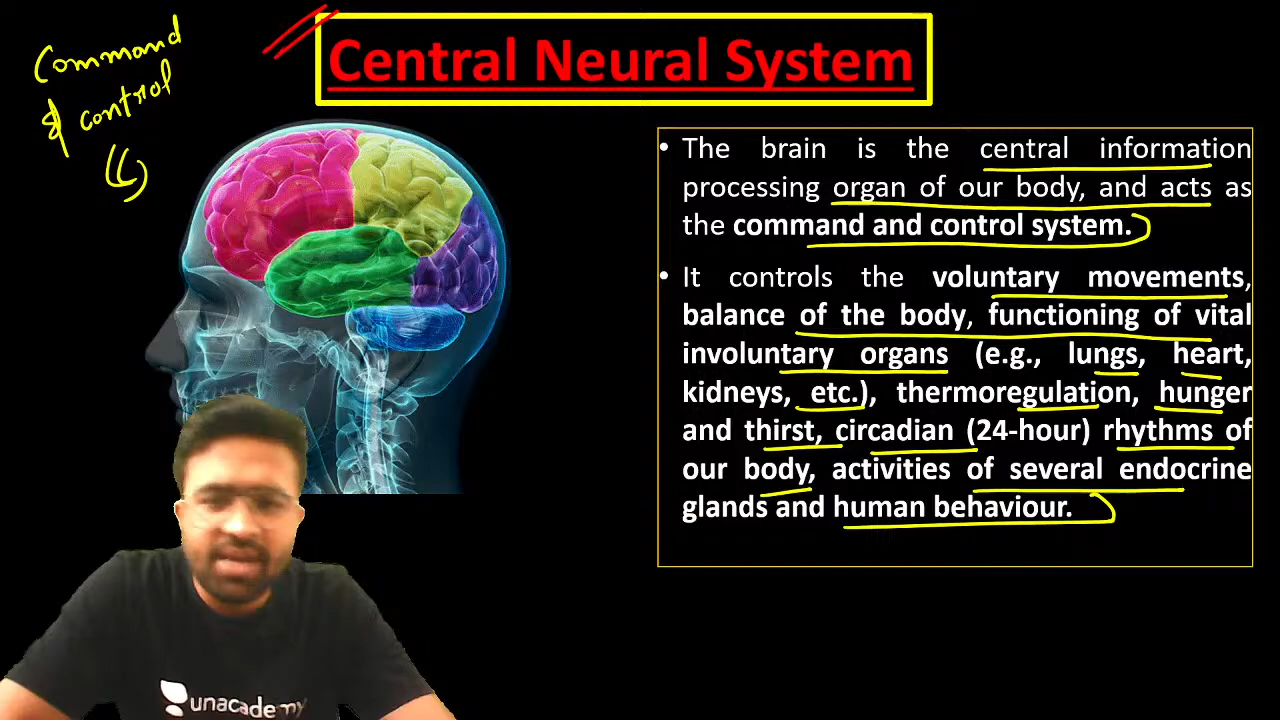 Command
& control
Central Neural System
• The brain is the central information
processing organ of our body, and acts as
the command and control system.
• It controls the voluntary movements,
balance of the body, functioning of vital
involuntary organs (e.g., lungs, heart,
kidneys, etc.), thermoregulation, hunger
and thirst, circadian (24-hour) rhythms of
our body, activities of several endocrine
glands and human behaviour.
unacademy